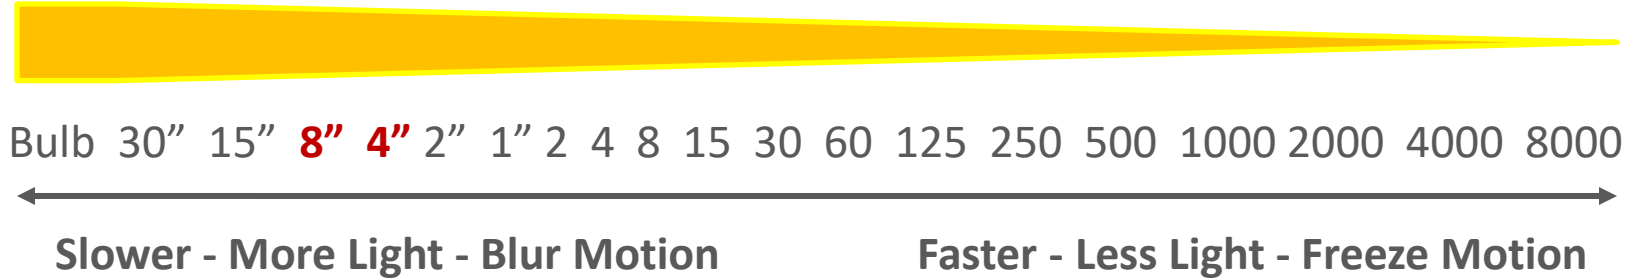 Bulb 30” 15” 8” 4” 2” 1” 2 4 8 15 30 60 125 250 500 1000 2000 4000 8000
Slower - More Light - Blur Motion Faster - Less Light - Freeze Motion